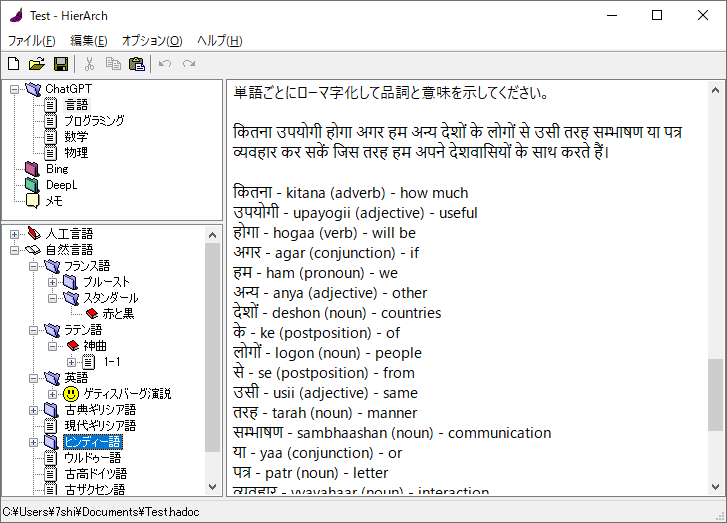 Test - HierArch
ファイル(F) 編集(E) オプション(O) ヘルプ(H)
ChatGPT
言語
プログラミング
数学
物理
Bing
DeepL
メモ
人工言語
自然言語
フランス語
プルースト
スタンダール
赤と黒
ラテン語
神曲
1-1
英語
ゲティスバーグ演説
古典ギリシア語
現代ギリシア語
ヒンディー語
ウルドゥー語
古高ドイツ語
古ザクセン語
単語ごとにローマ字化して品詞と意味を示してください。
कितना उपयोगी होगा अगर हम अन्य देशों के लोगों से उसी तरह सम्भाषण या पत्र
व्यवहार कर सकें जिस तरह हम अपने देशवासियों के साथ करते हैं।
कितना - kitana (adverb) - how much
उपयोगी - upayogii (adjective) - useful
होगा - hogaa (verb) - will be
अगर - agar (conjunction) - if
हम - ham (pronoun) - we
अन्य - anya (adjective) - other
देशों - deshon (noun) - countries
के - ke (postposition) - of
लोगों - logon (noun) - people
से - se (postposition) - from
उसी - usii (adjective) - same
तरह - tarah (noun) - manner
सम्भाषण - sambhaashan (noun) - communication
या - yaa (conjunction) - or
पत्र - patr (noun) - letter
व्यवहार - vyavahaar (noun) - interaction
C:¥Users¥7shi¥Documents¥Test.hadoc